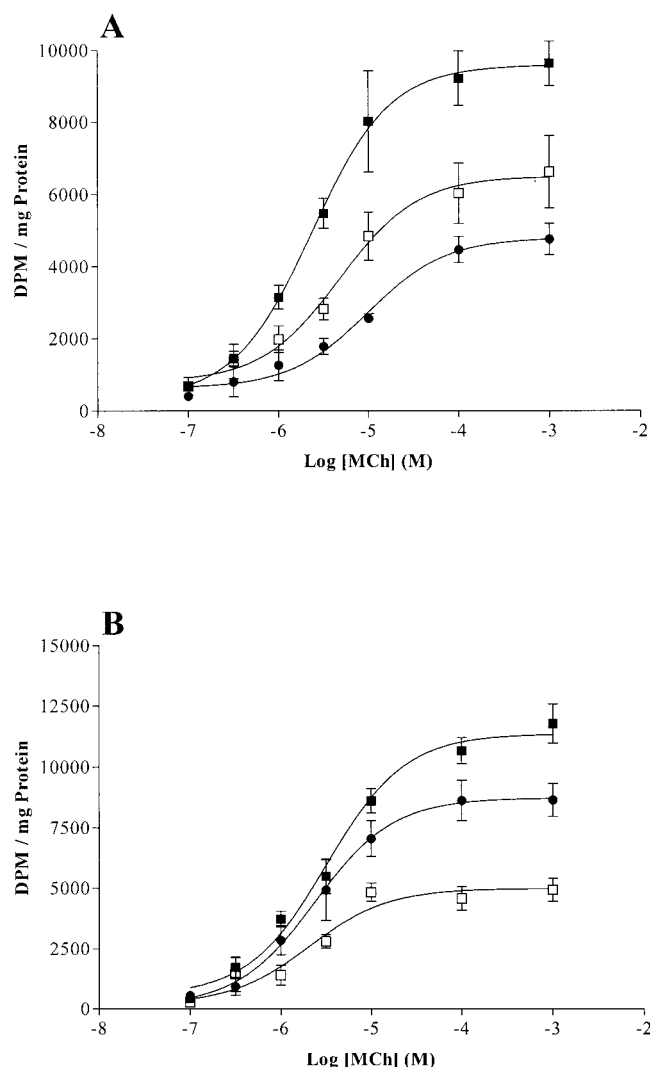 A
10000
8000
6000
4000
2000
0
DPM / mg Protein
-8 -7 -6 -5 -4 -3 -2
Log [MCh] (M)
B
15000
12500
10000
7500
5000
2500
0
DPM / mg Protein
-8 -7 -6 -5 -4 -3 -2
Log [MCh] (M)